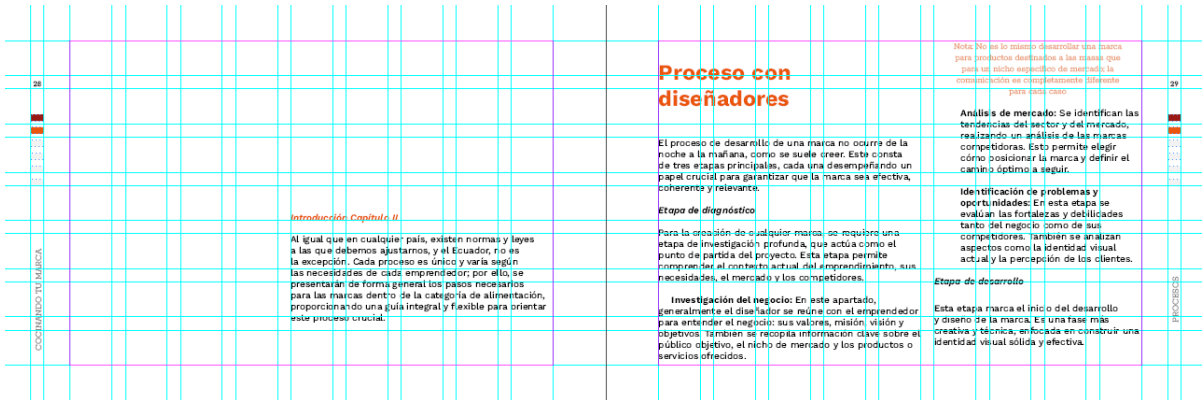 28
COCINANDO TU MARCA
Introducción Capítulo II
Al igual que en cualquier país, existen normas y leyes
a las que debemos ajustarnos, y el Ecuador, no es
la excepción. Cada proceso es único y varía según
las necesidades de cada emprendedor; por ello, se
presentarán de forma general los pasos necesarios
para las marcas dentro de la categoría de alimentación,
proporcionando una guía integral y flexible para orientar
este proceso crucial.
Proceso con
diseñadores
El proceso de desarrollo de una marca no ocurre de la
noche a la mañana, como se suele creer. Este consta
de tres etapas principales, cada una desempeñando un
papel crucial para garantizar que la marca sea efectiva,
coherente y relevante.
Etapa de diagnóstico
Para la creación de cualquier marca, se requiere una
etapa de investigación profunda, que actúa como el
punto de partida del proyecto. Esta etapa permite
comprender el contexto actual del emprendimiento, sus
necesidades, el mercado y los competidores.
Investigación del negocio: En este apartado,
generalmente el diseñador se reúne con el emprendedor
para entender el negocio: sus valores, misión, visión y
objetivos. También se recopila información clave sobre el
público objetivo, el nicho de mercado y los productos o
servicios ofrecidos.
Nota: No es lo mismo desarrollar una marca
para productos destinados a las masas que
para un nicho específico de mercado; la
comunicación es completamente diferente
para cada caso
Análisis de mercado: Se identifican las
tendencias del sector y del mercado,
realizando un análisis de las marcas
competidoras. Esto permite elegir
cómo posicionar la marca y definir el
camino óptimo a seguir.
Identificación de problemas y
oportunidades: En esta etapa se
evalúan las fortalezas y debilidades
tanto del negocio como de sus
competidores. También se analizan
aspectos como la identidad visual
actual y la percepción de los clientes.
Etapa de desarrollo
Esta etapa marca el inicio del desarrollo
y diseño de la marca. Es una fase más
creativa y técnica, enfocada en construir una
identidad visual sólida y efectiva.
29
PROCESOS